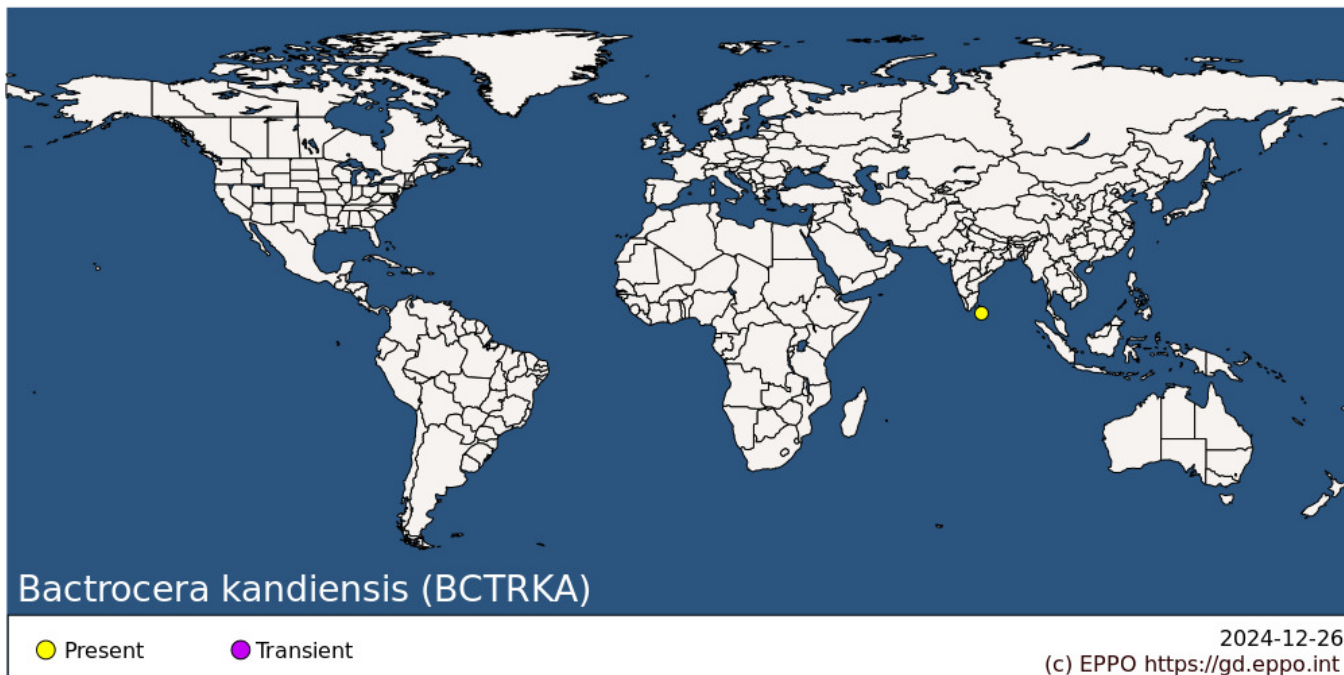 Bactrocera kandiensis (BCTRKA)
Present
Transient
2024-12-26
(c) EPPO https://gd.eppo.int